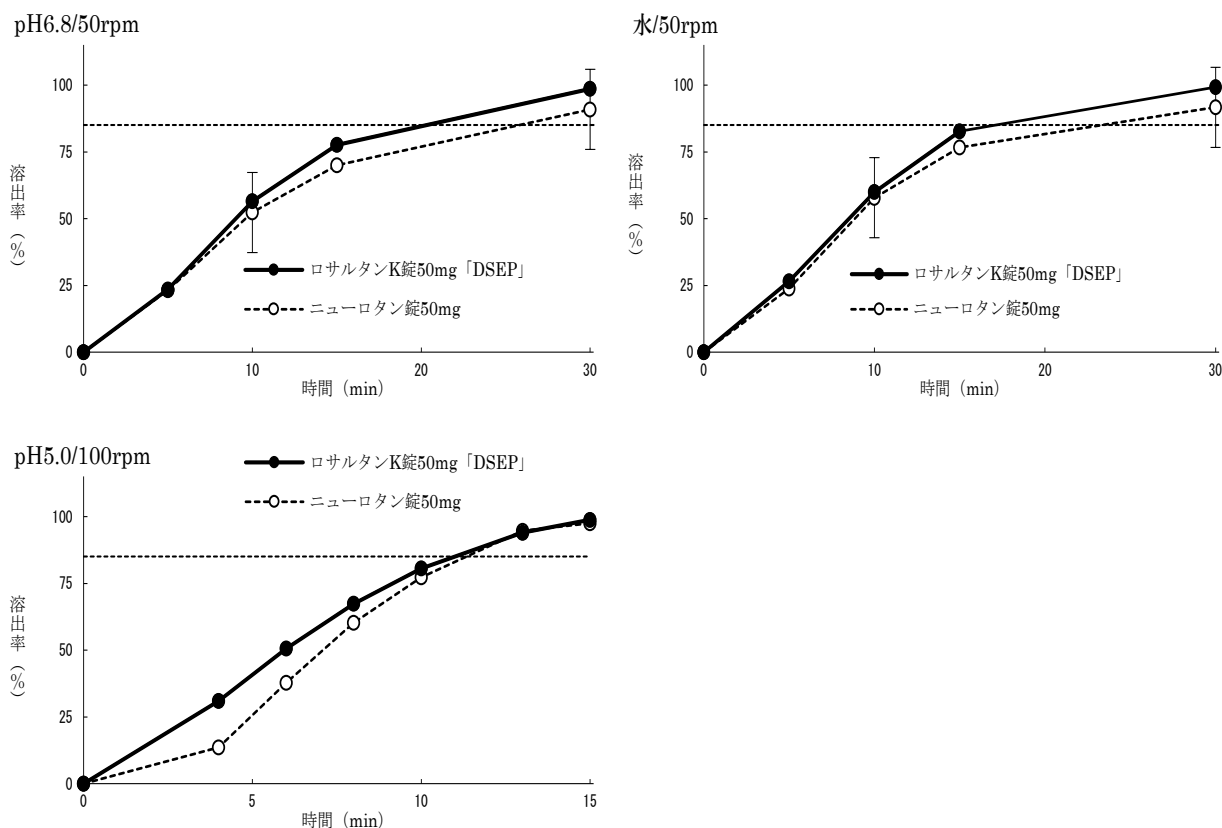 pH6.8/50rpm
100
75
50
25
0
溶出率（%）
ロサルタンK錠50mg「DSEP」
ニューロタン錠50mg
0 10 20 30
時間（min）
水/50rpm
100
75
50
25
0
溶出率（%）
ロサルタンK錠50mg「DSEP」
ニューロタン錠50mg
0 10 20 30
時間（min）
pH5.0/100rpm
ロサルタンK錠50mg「DSEP」
ニューロタン錠50mg
100
75
50
25
0
溶出率（%）
0 5 10 15
時間（min）